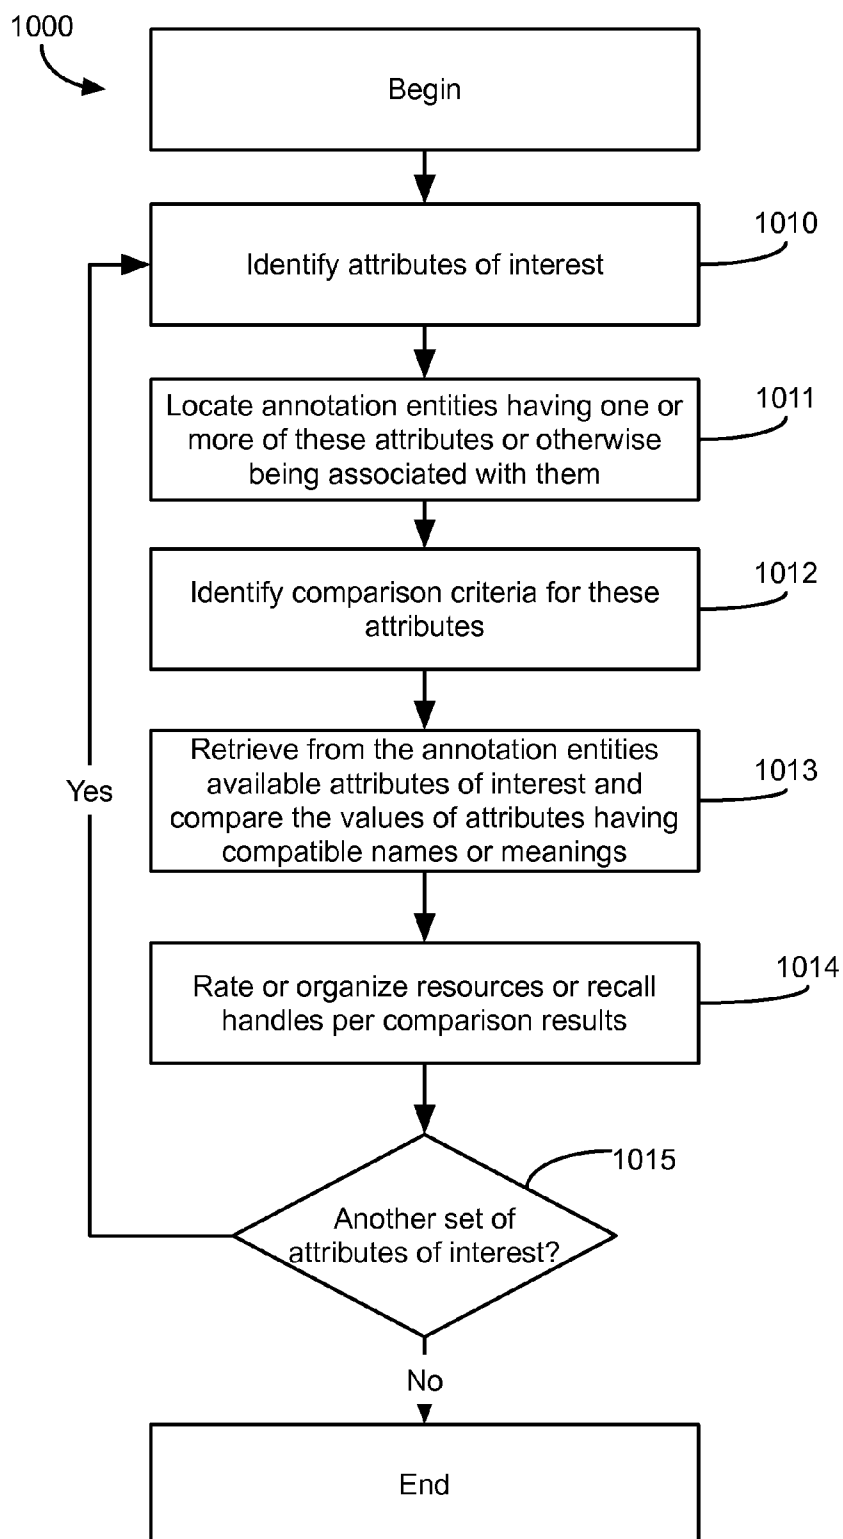 1000
Begin
1010
Identify attributes of interest
1011
Locate annotation entities having one or
more of these attributes or otherwise
being associated with them
1012
Identify comparison criteria for these
attributes
Retrieve from the annotation entities
available attributes of interest and
compare the values of attributes having
compatible names or meanings
1013
Yes
1014
Rate or organize resources or recall
handles per comparison results
1015
Another set of
attributes of interest?
No
End